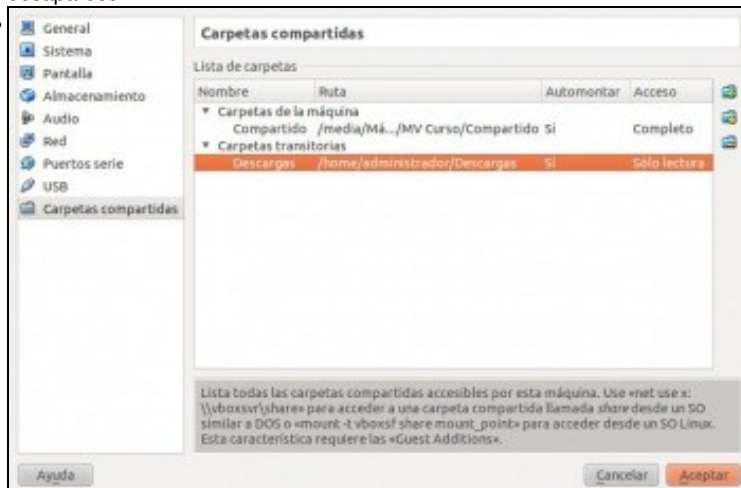 General
Sistema
Pantalla
Almacenamiento
Audio
Red
Puertos serie
USB
Carpetas compartidas
Carpetas compartidas
Lista de carpetas
Nombre Ruta Automontar Acceso
Carpetas de la máquina
Compartido /media/Má.../MV Curso/Compartido Sí Completo
Carpetas transitorias
Descargas /home/administrador/Descargas Sí Sólo lectura
Lista todas las carpetas compartidas accesibles por esta máquina. Use «net use x:
\\vboxsvr\share» para acceder a una carpeta compartida llamada share desde un SO
similar a DOS o «mount -t vboxsf share mount_point» para acceder desde un SO Linux.
Esta característica requiere las «Guest Additions».
Ayuda Cancelar Aceptar